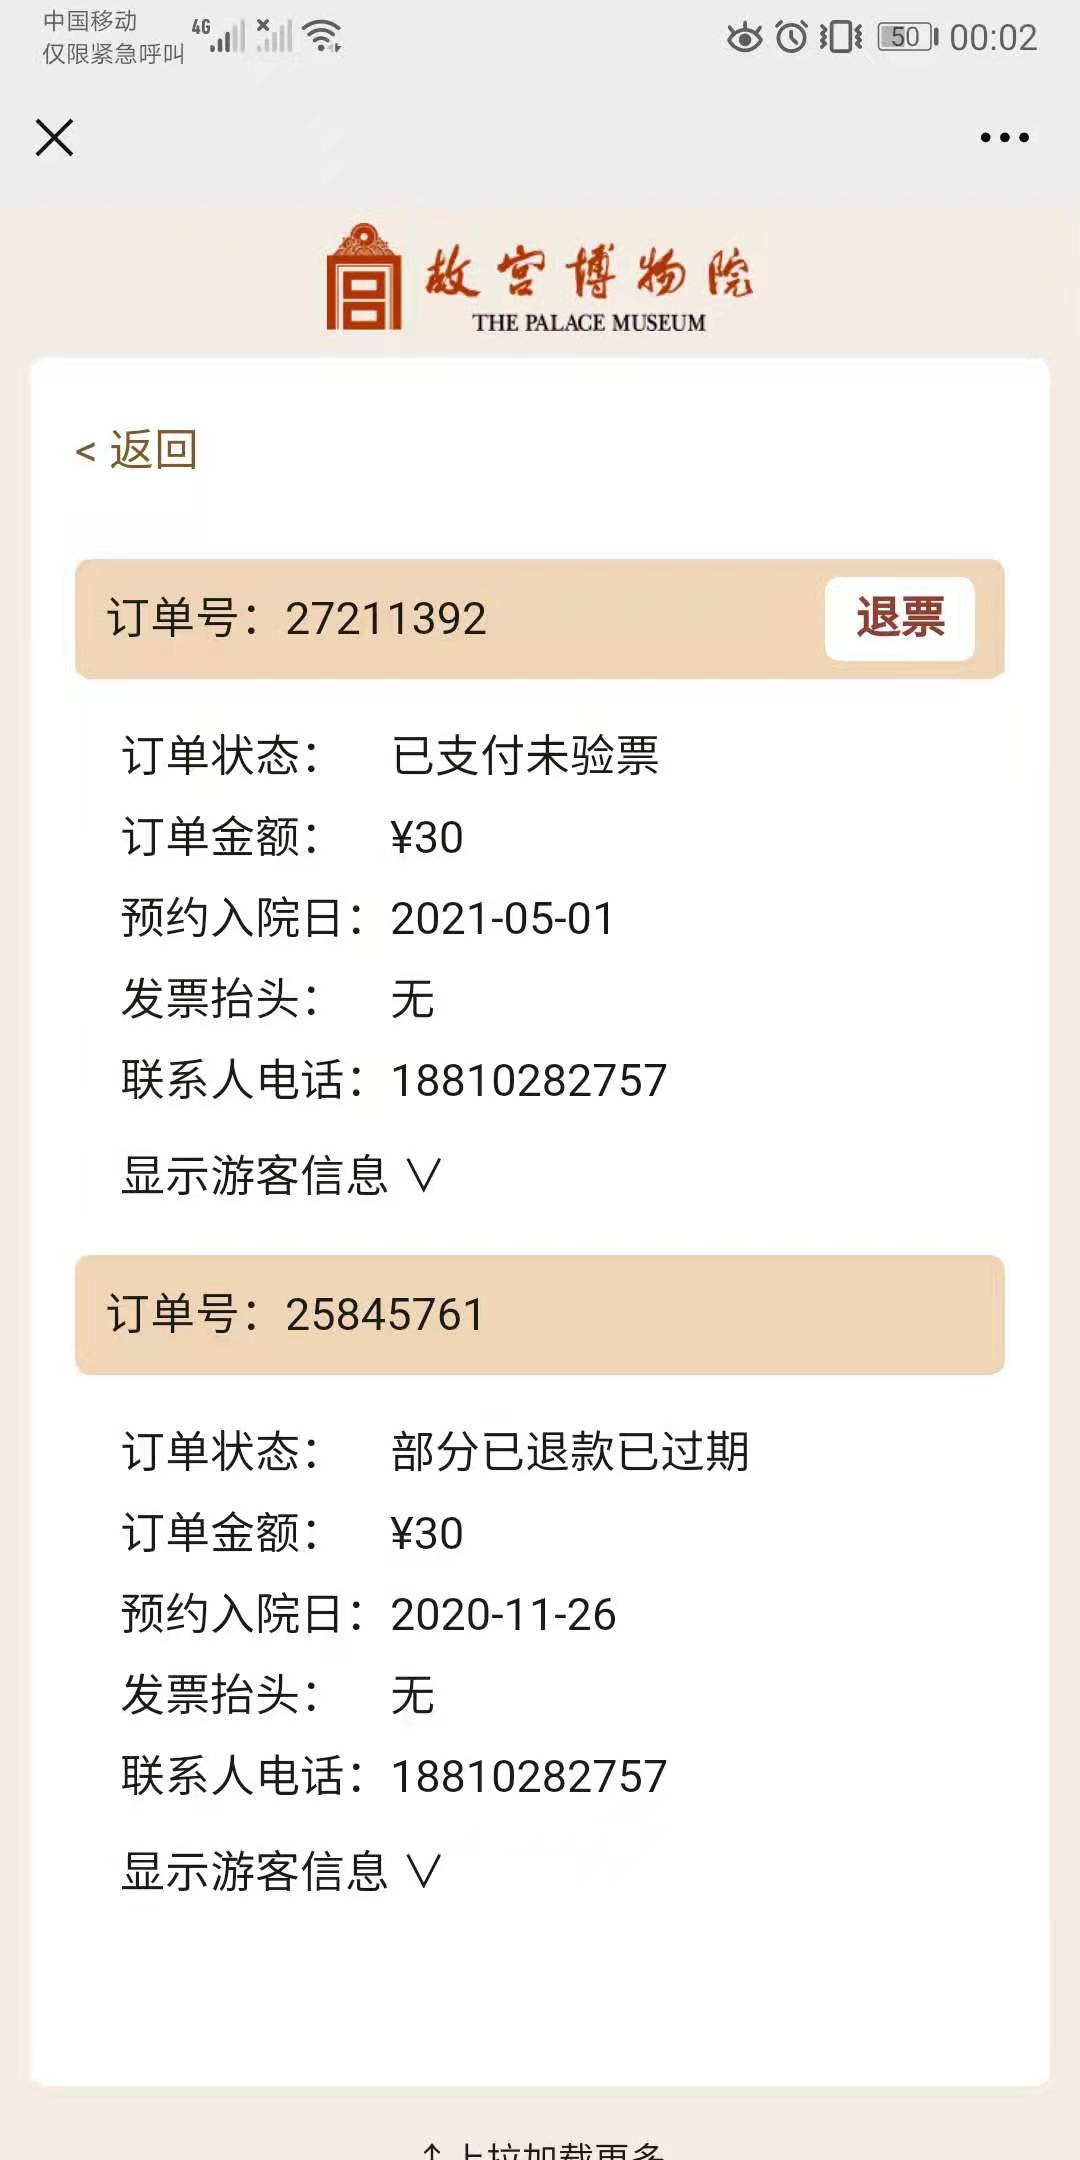 中国移动
仅限紧急呼叫
4G
50
00:02
故宫博物院
THE PALACE MUSEUM
< 返回
订单号：27211392
退票
订单状态： 已支付未验票
订单金额： ¥30
预约入院日：2021-05-01
发票抬头： 无
联系人电话：18810282757
显示游客信息
订单号：25845761
订单状态： 部分已退款已过期
订单金额： ¥30
预约入院日：2020-11-26
发票抬头： 无
联系人电话：18810282757
显示游客信息
↑上拉加载更多